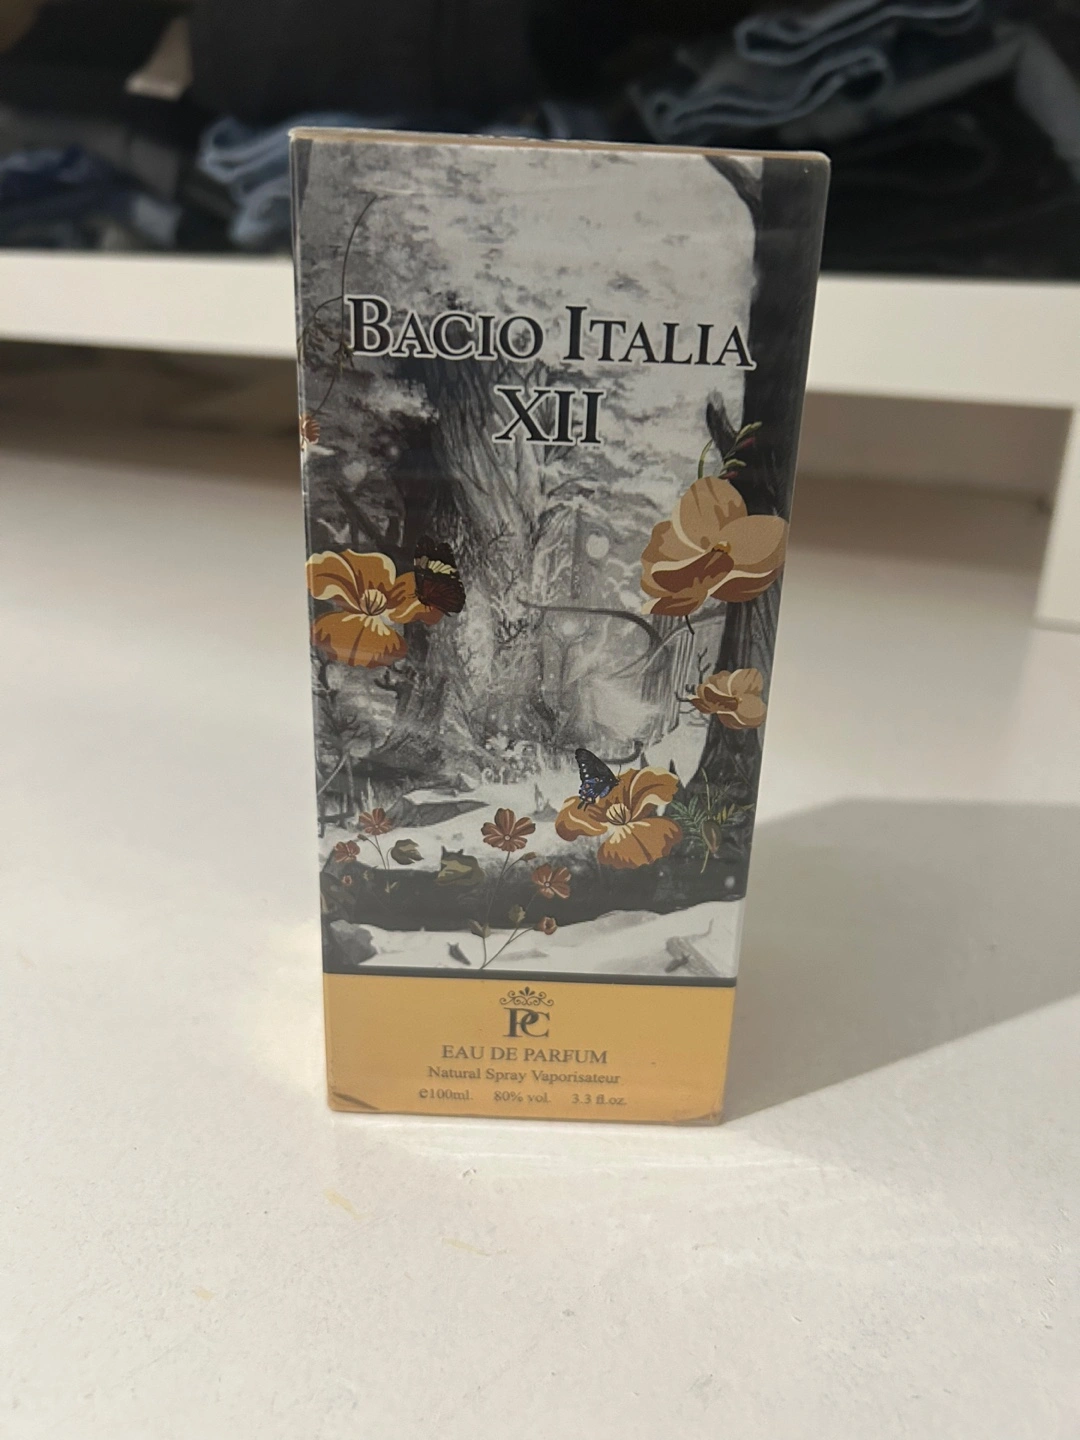 BACIO ITALIA
XII
PC
EAU DE PARFUM
Natural Spray Vaporisateur
℮100ml. 80% vol. 3.3 fl.oz.